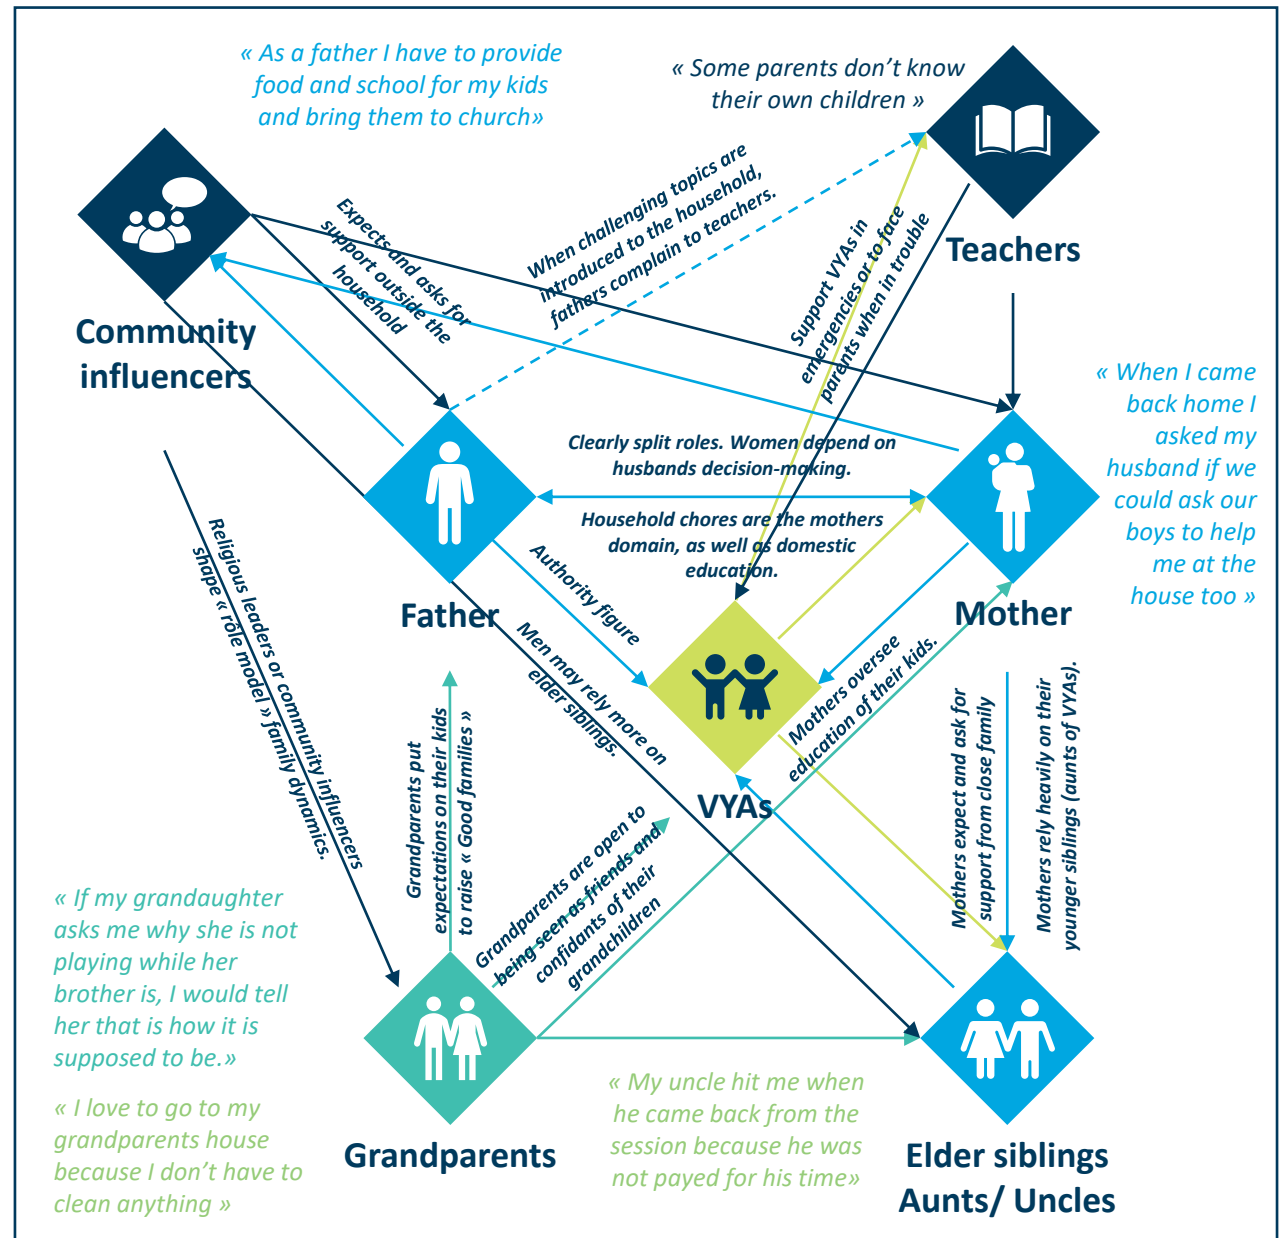 « As a father I have to provide
food and school for my kids
and bring them to church»
« Some parents don’t know
their own children »
Teachers
Community
influencers
Expects and asks for
support outside the
household
When challenging topics are
introduced to the household,
fathers complain to teachers.
Support VYAs in
emergencies or to face
parents when in trouble
« When I came
back home I
asked my
husband if we
could ask our
boys to help
me at the
house too »
Clearly split roles. Women depend on
husbands decision-making.
Household chores are the mothers
domain, as well as domestic
education.
Father
Authority figure
Mother
Religious leaders or community influencers
shape « rôle model » family dynamics.
Men may rely more on
elder siblings.
Mothers oversee
education of their kids.
VYAs
Grandparents put
expectations on their kids
to raise « Good families »
Grandparents are open to
being seen as friends and
confidants of their
grandchildren
Mothers expect and ask for
support from close family
Mothers rely heavily on their
younger siblings (aunts of VYAs).
« If my grandaughter
asks me why she is not
playing while her
brother is, I would tell
her that is how it is
supposed to be.»
« I love to go to my
grandparents house
because I don’t have to
clean anything »
Grandparents
« My uncle hit me when
he came back from the
session because he was
not payed for his time»
Elder siblings
Aunts/ Uncles